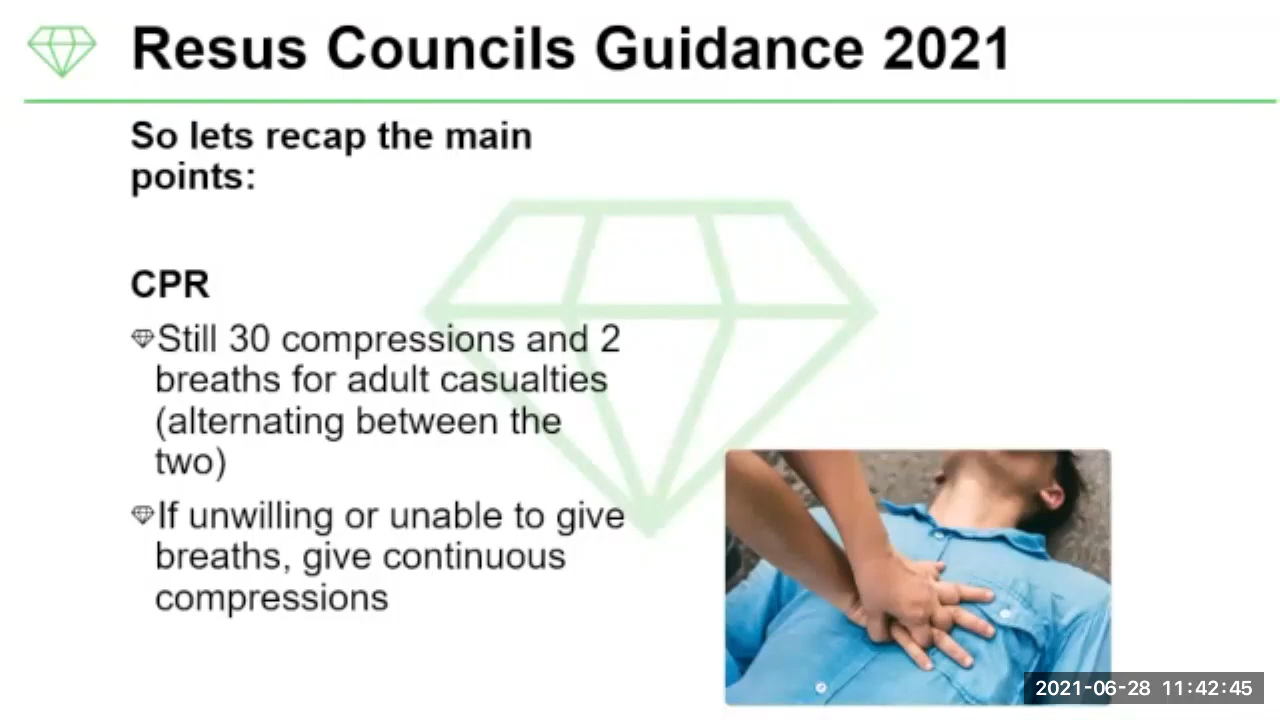 Resus Councils Guidance 2021
So lets recap the main
points:
CPR
Still 30 compressions and 2
breaths for adult casualties
(alternating between the
two)
If unwilling or unable to give
breaths, give continuous
compressions
2021-06-28 11:42:45